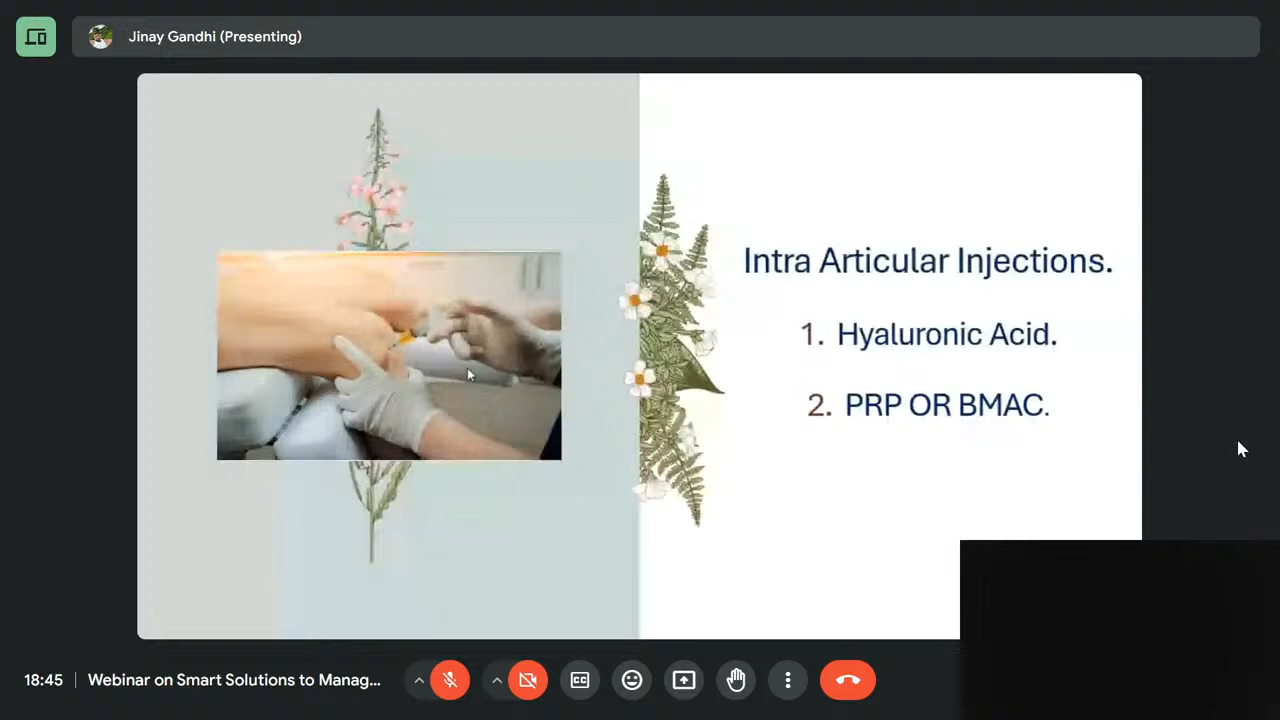 Jinay Gandhi (Presenting)
Intra Articular Injections.
1. Hyaluronic Acid.
2. PRP OR BMAC.
18:45 | Webinar on Smart Solutions to Manag...